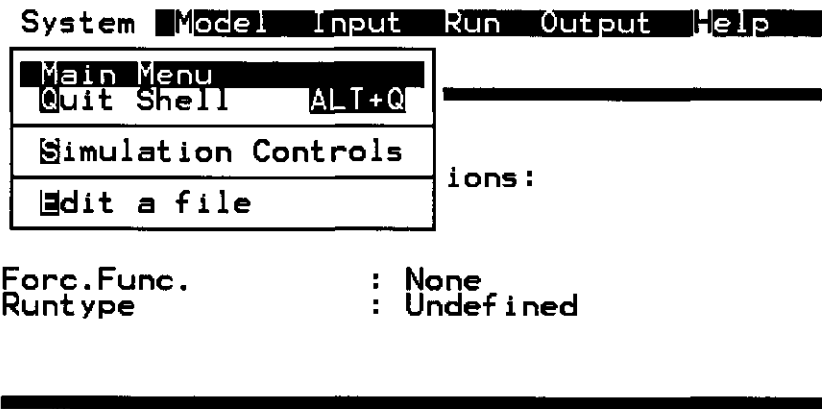 System Model Input Run Output Help
Main Menu
Quit Shell ALT+Q
Simulation Controls
ions:
Edit a file
Forc.Func. : None
Runtype : Undefined